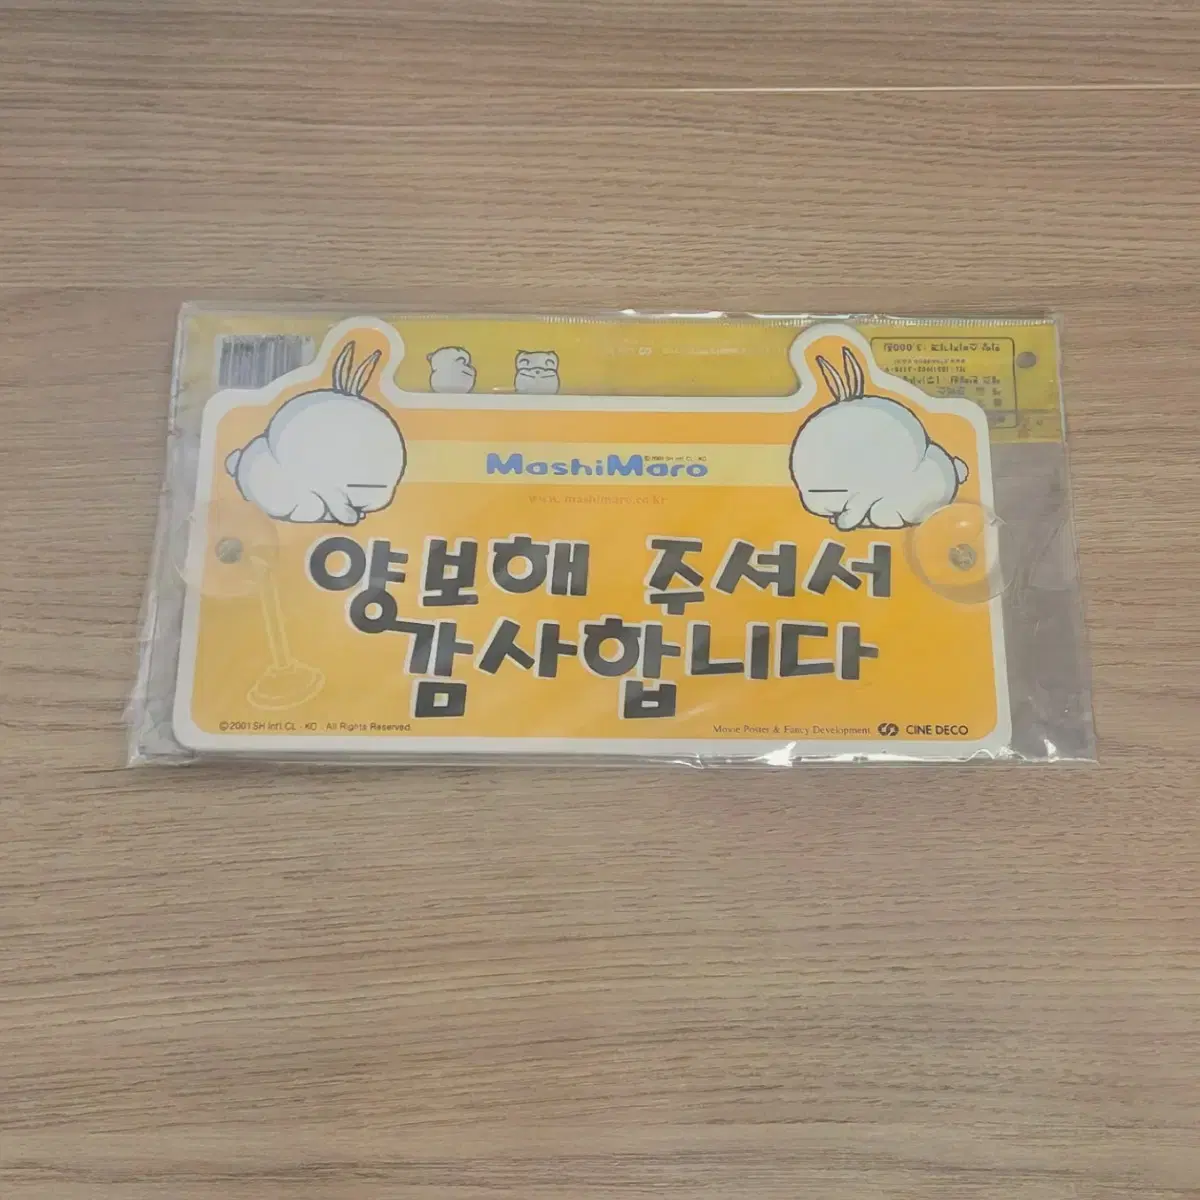 MashiMaro
www.mashimaro.co.kr
양보해 주셔서
감사합니다
©2001 SH Int'l. CL - KO - All Rights Reserved.
Movie Poster & Fancy Development CINE DECO